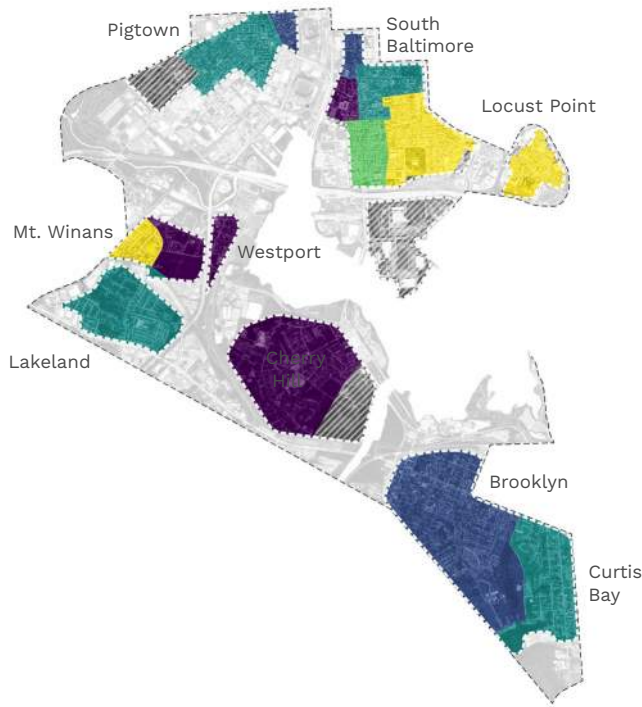 Pigtown
South
Baltimore
Locust Point
Mt. Winans
Westport
Lakeland
Cherry
Hill
Brooklyn
Curtis
Bay